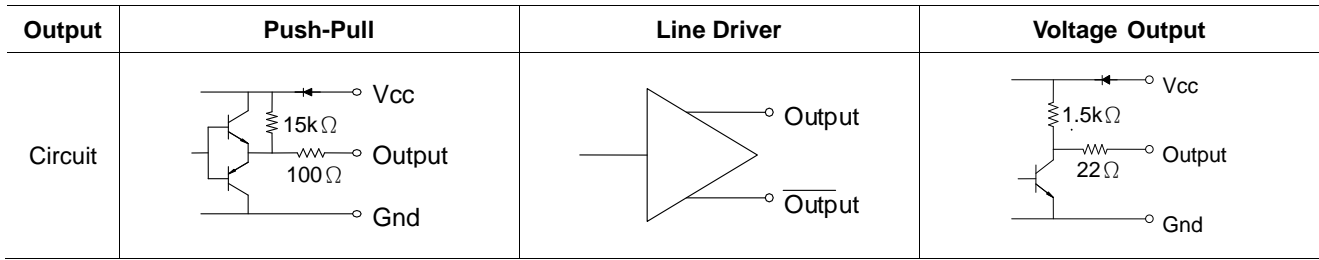 Output Push-Pull Line Driver Voltage Output
Circuit
Vcc
15kΩ
Output
100Ω
Gnd
Output
Output
Vcc
1.5kΩ
Output
22Ω
Gnd